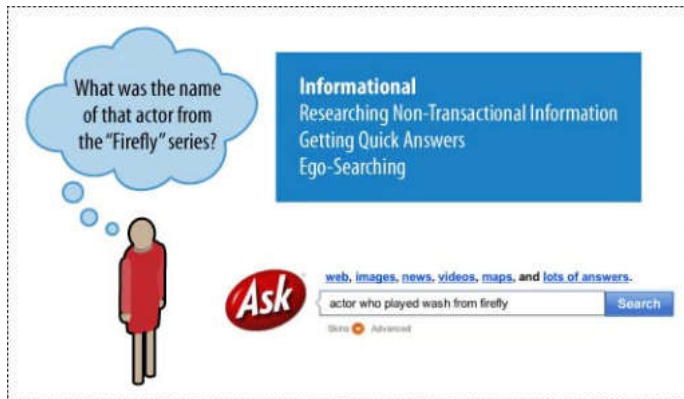 What was the name
of that actor from
the "Firefly" series?
Informational
Researching Non-Transactional Information
Getting Quick Answers
Ego-Searching
web, images, news, videos, maps, and lots of answers.
Ask
actor who played wash from firefly
Search
Skins Advanced